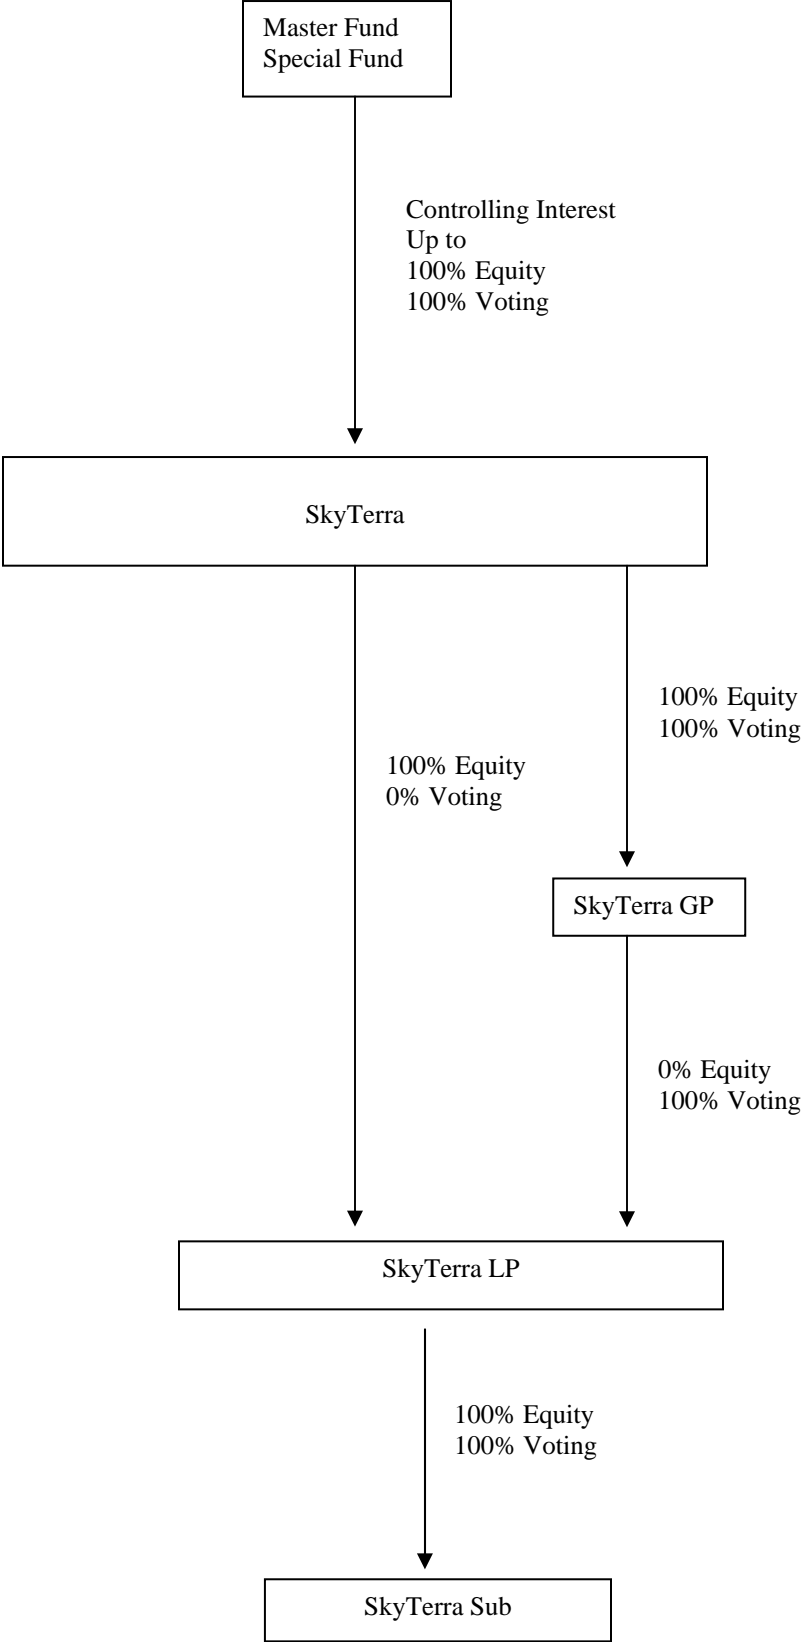 Master Fund
Special Fund
Controlling Interest
Up to
100% Equity
100% Voting
SkyTerra
100% Equity
100% Voting
100% Equity
0% Voting
SkyTerra GP
0% Equity
100% Voting
SkyTerra LP
100% Equity
100% Voting
SkyTerra Sub